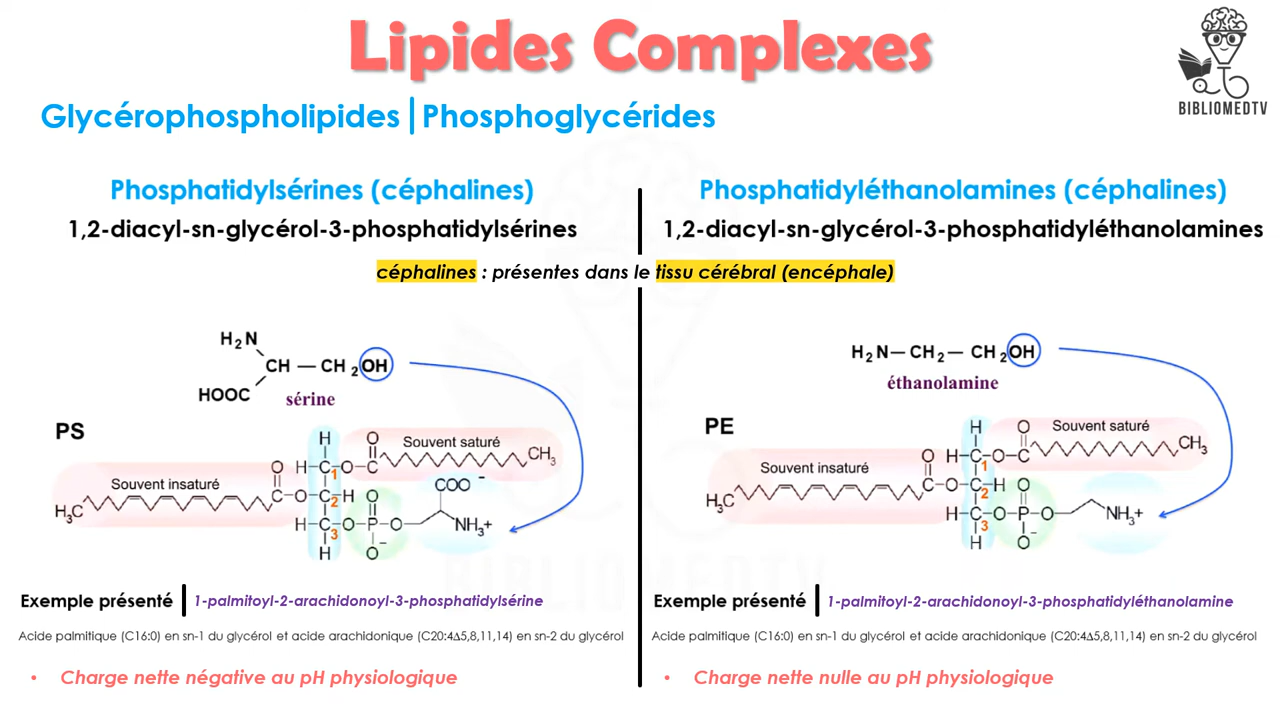 Lipides Complexes
BIBLIOMEDTV
Glycérophospholipides | Phosphoglycérides
Phosphatidylsérines (céphalines)
1,2-diacyl-sn-glycérol-3-phosphatidylsérines
Phosphatidyléthanolamines (céphalines)
1,2-diacyl-sn-glycérol-3-phosphatidyléthanolamines
céphalines : présentes dans le tissu cérébral (encéphale)
H₂N
CH — CH₂OH
HOOC
sérine
PS
Souvent saturé
CH₃
Souvent insaturé
H₃C
H
O
H–C–O–C
1
O
C–O–C–H
2
O
COO⁻
H–C–O–P–O
3
NH₃+
H
O⁻
H₂N—CH₂—CH₂OH
éthanolamine
PE
Souvent saturé
CH₃
Souvent insaturé
H₃C
H
O
H–C–O–C
1
O
C–O–C–H
2
O
H–C–O–P–O
3
NH₃+
H
O⁻
BIBLIOMEDTV
Exemple présenté | 1-palmitoyl-2-arachidonoyl-3-phosphatidylsérine
Acide palmitique (C16:0) en sn-1 du glycérol et acide arachidonique (C20:4Δ5,8,11,14) en sn-2 du glycérol
• Charge nette négative au pH physiologique
Exemple présenté | 1-palmitoyl-2-arachidonoyl-3-phosphatidyléthanolamine
Acide palmitique (C16:0) en sn-1 du glycérol et acide arachidonique (C20:4Δ5,8,11,14) en sn-2 du glycérol
• Charge nette nulle au pH physiologique